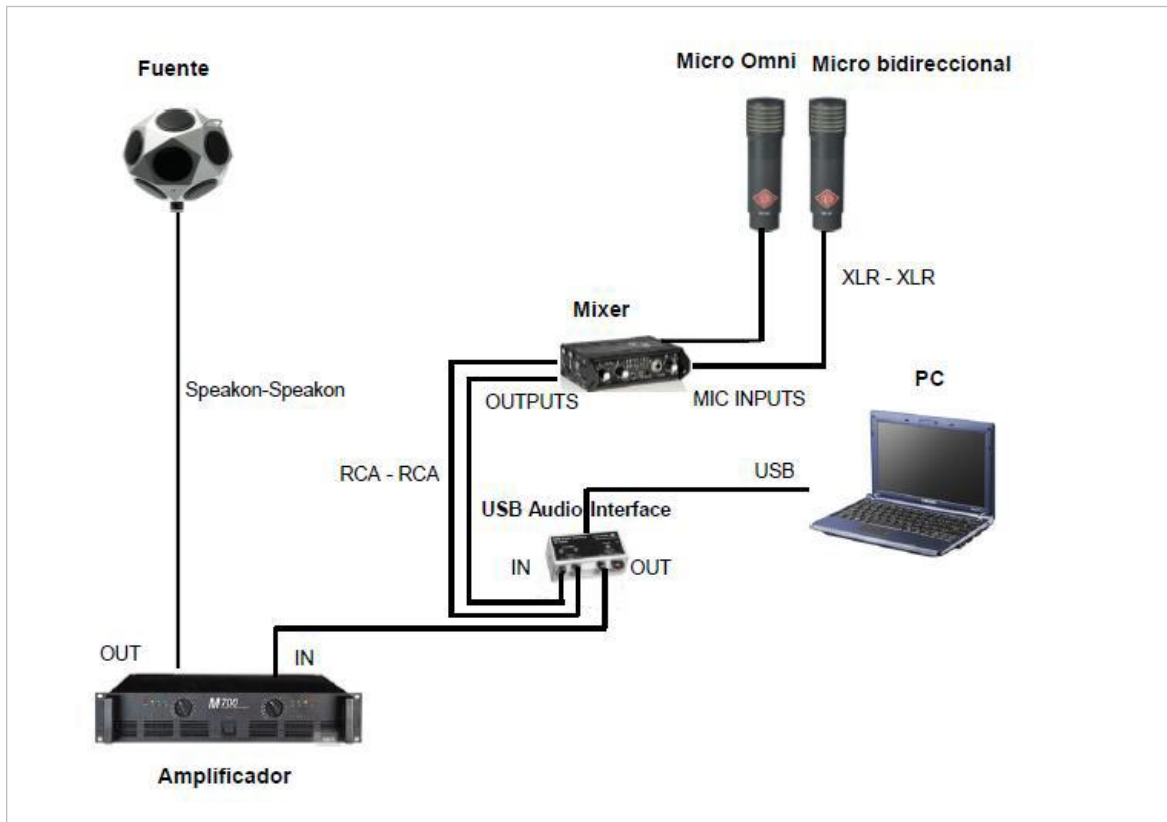 Fuente
Micro Omni
Micro bidireccional
XLR - XLR
Mixer
Speakon-Speakon
OUTPUTS
MIC INPUTS
PC
RCA - RCA
USB
USB Audio Interface
IN
OUT
OUT
IN
M700
Amplificador